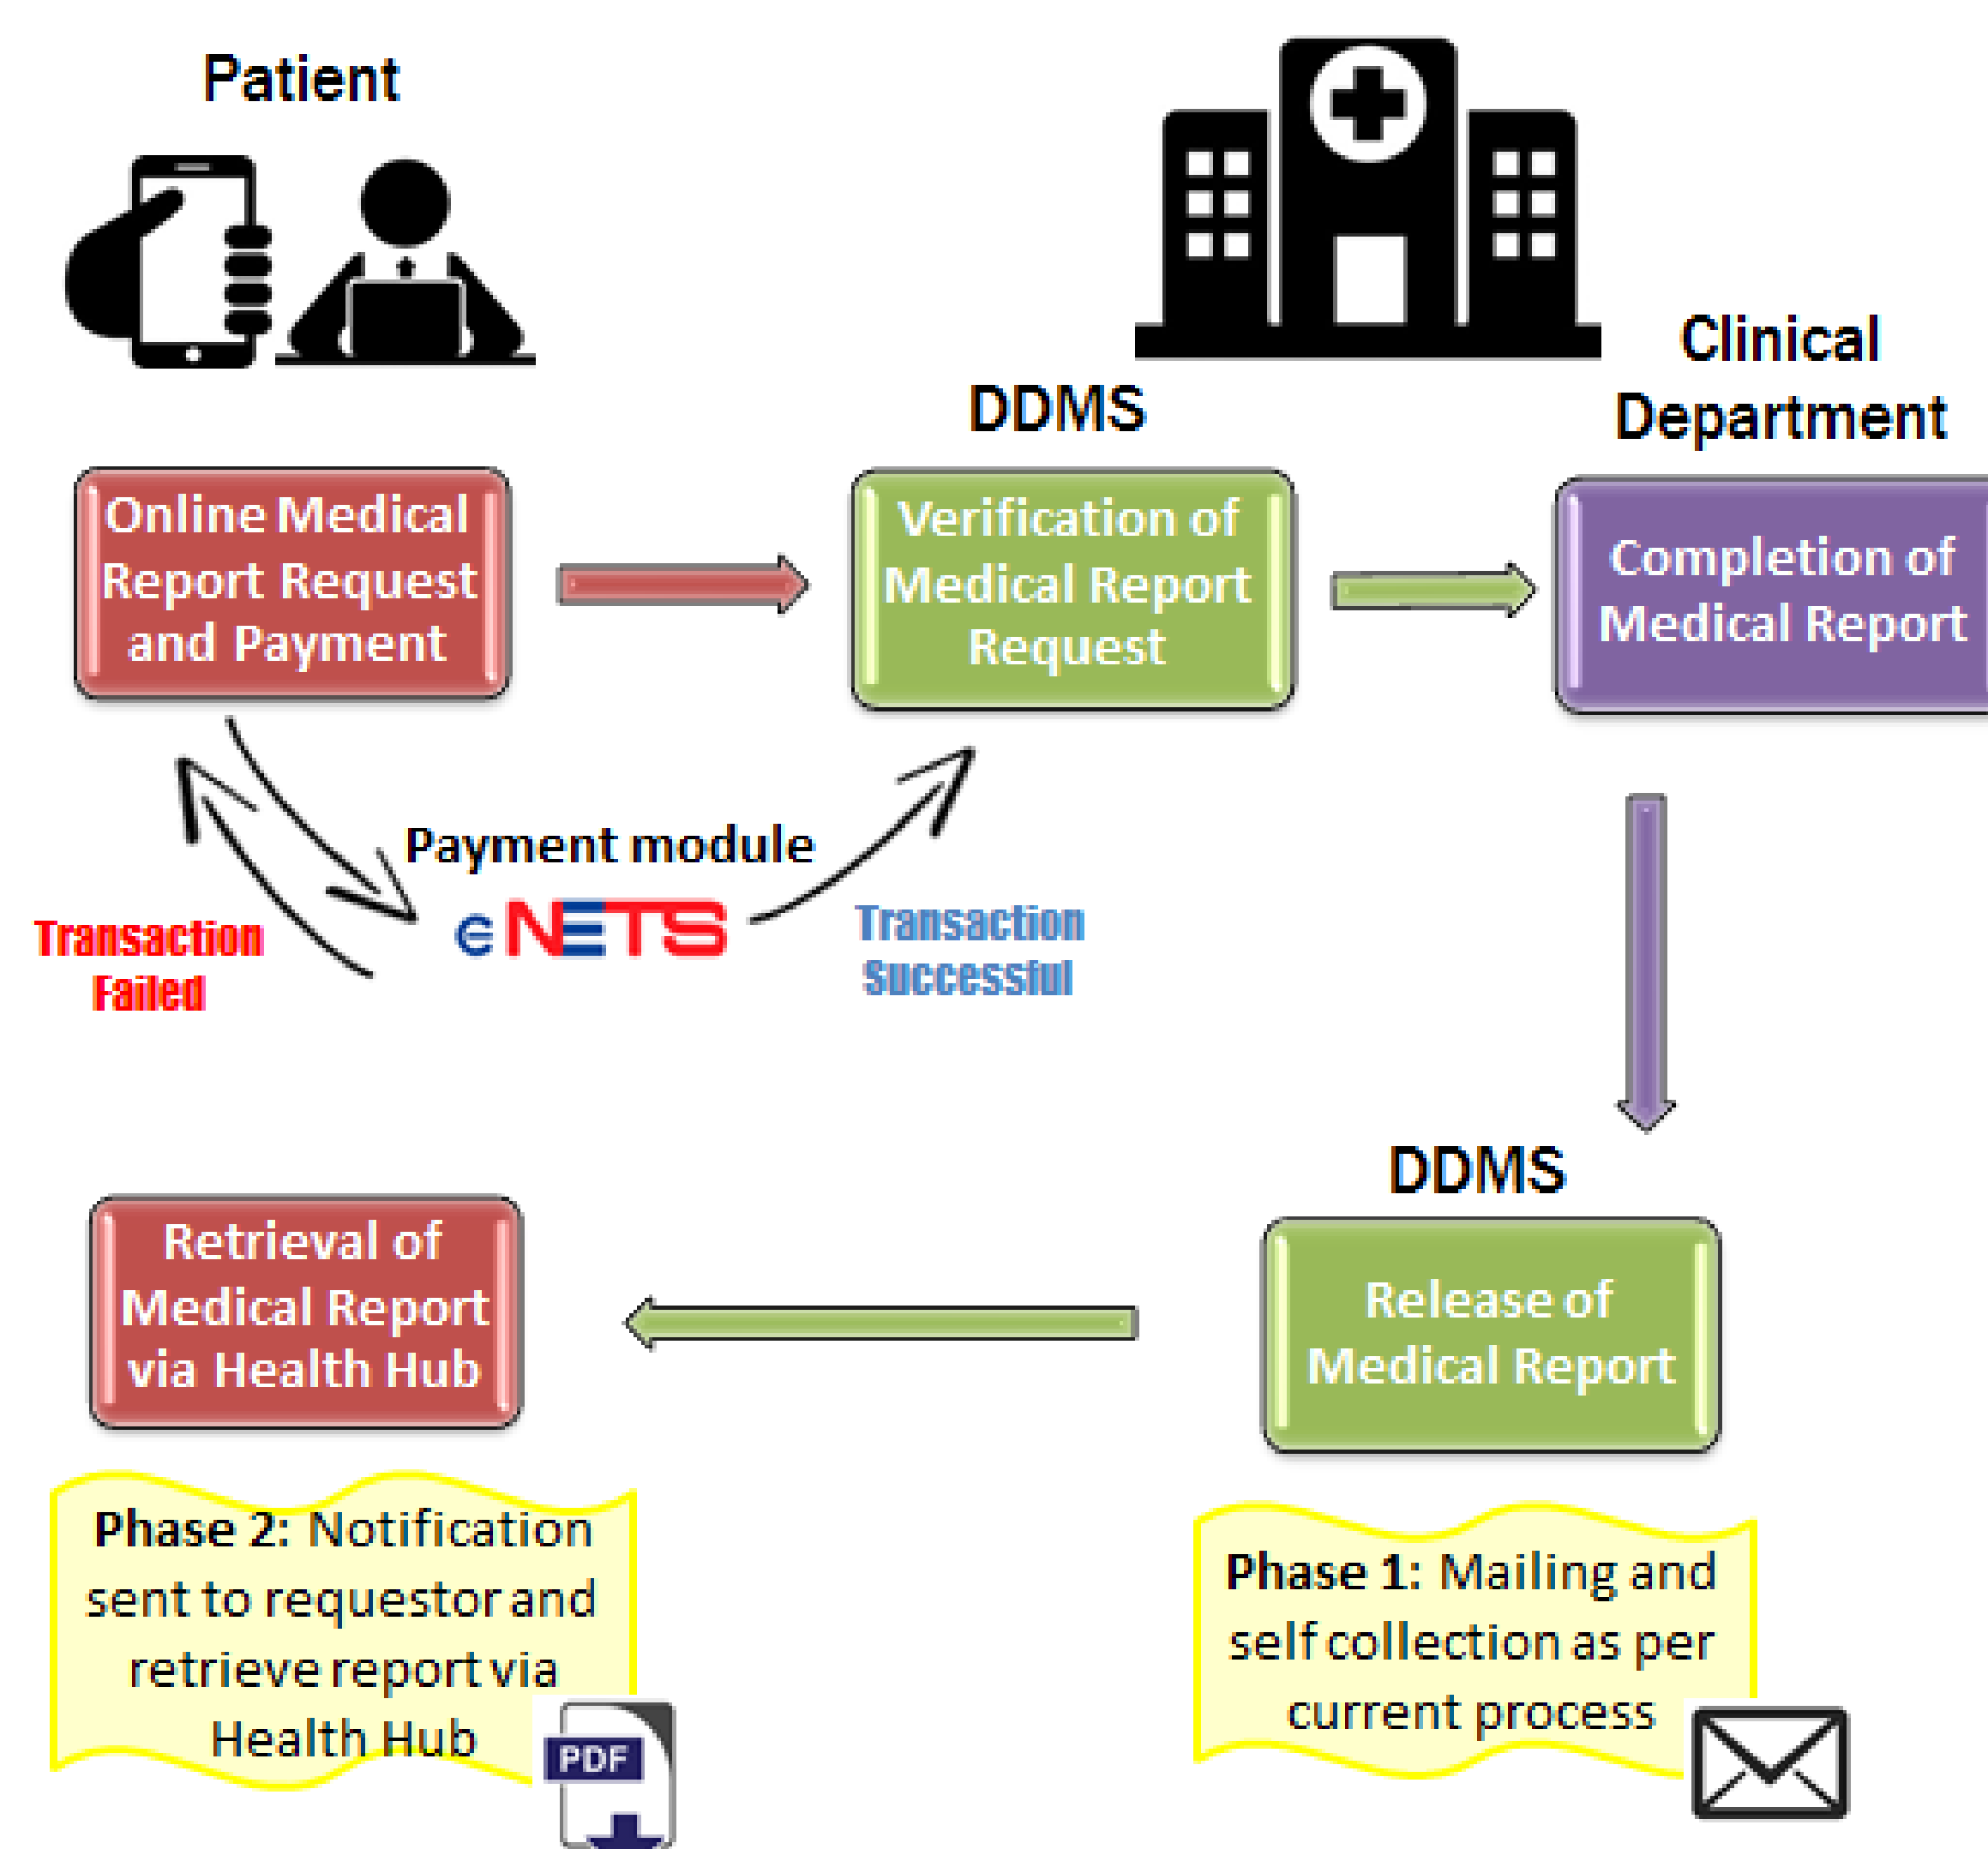 Patient
Clinical
Department
DDMS
Online Medical
Report Request
and Payment
Verification of
Medical Report
Request
Completion of
Medical Report
Payment module
eNETS
Transaction
Failed
Transaction
Successful
DDMS
Retrieval of
Medical Report
via Health Hub
Release of
Medical Report
Phase 2: Notification
sent to requestor and
retrieve report via
Health Hub
PDF
Phase 1: Mailing and
self collection as per
current process